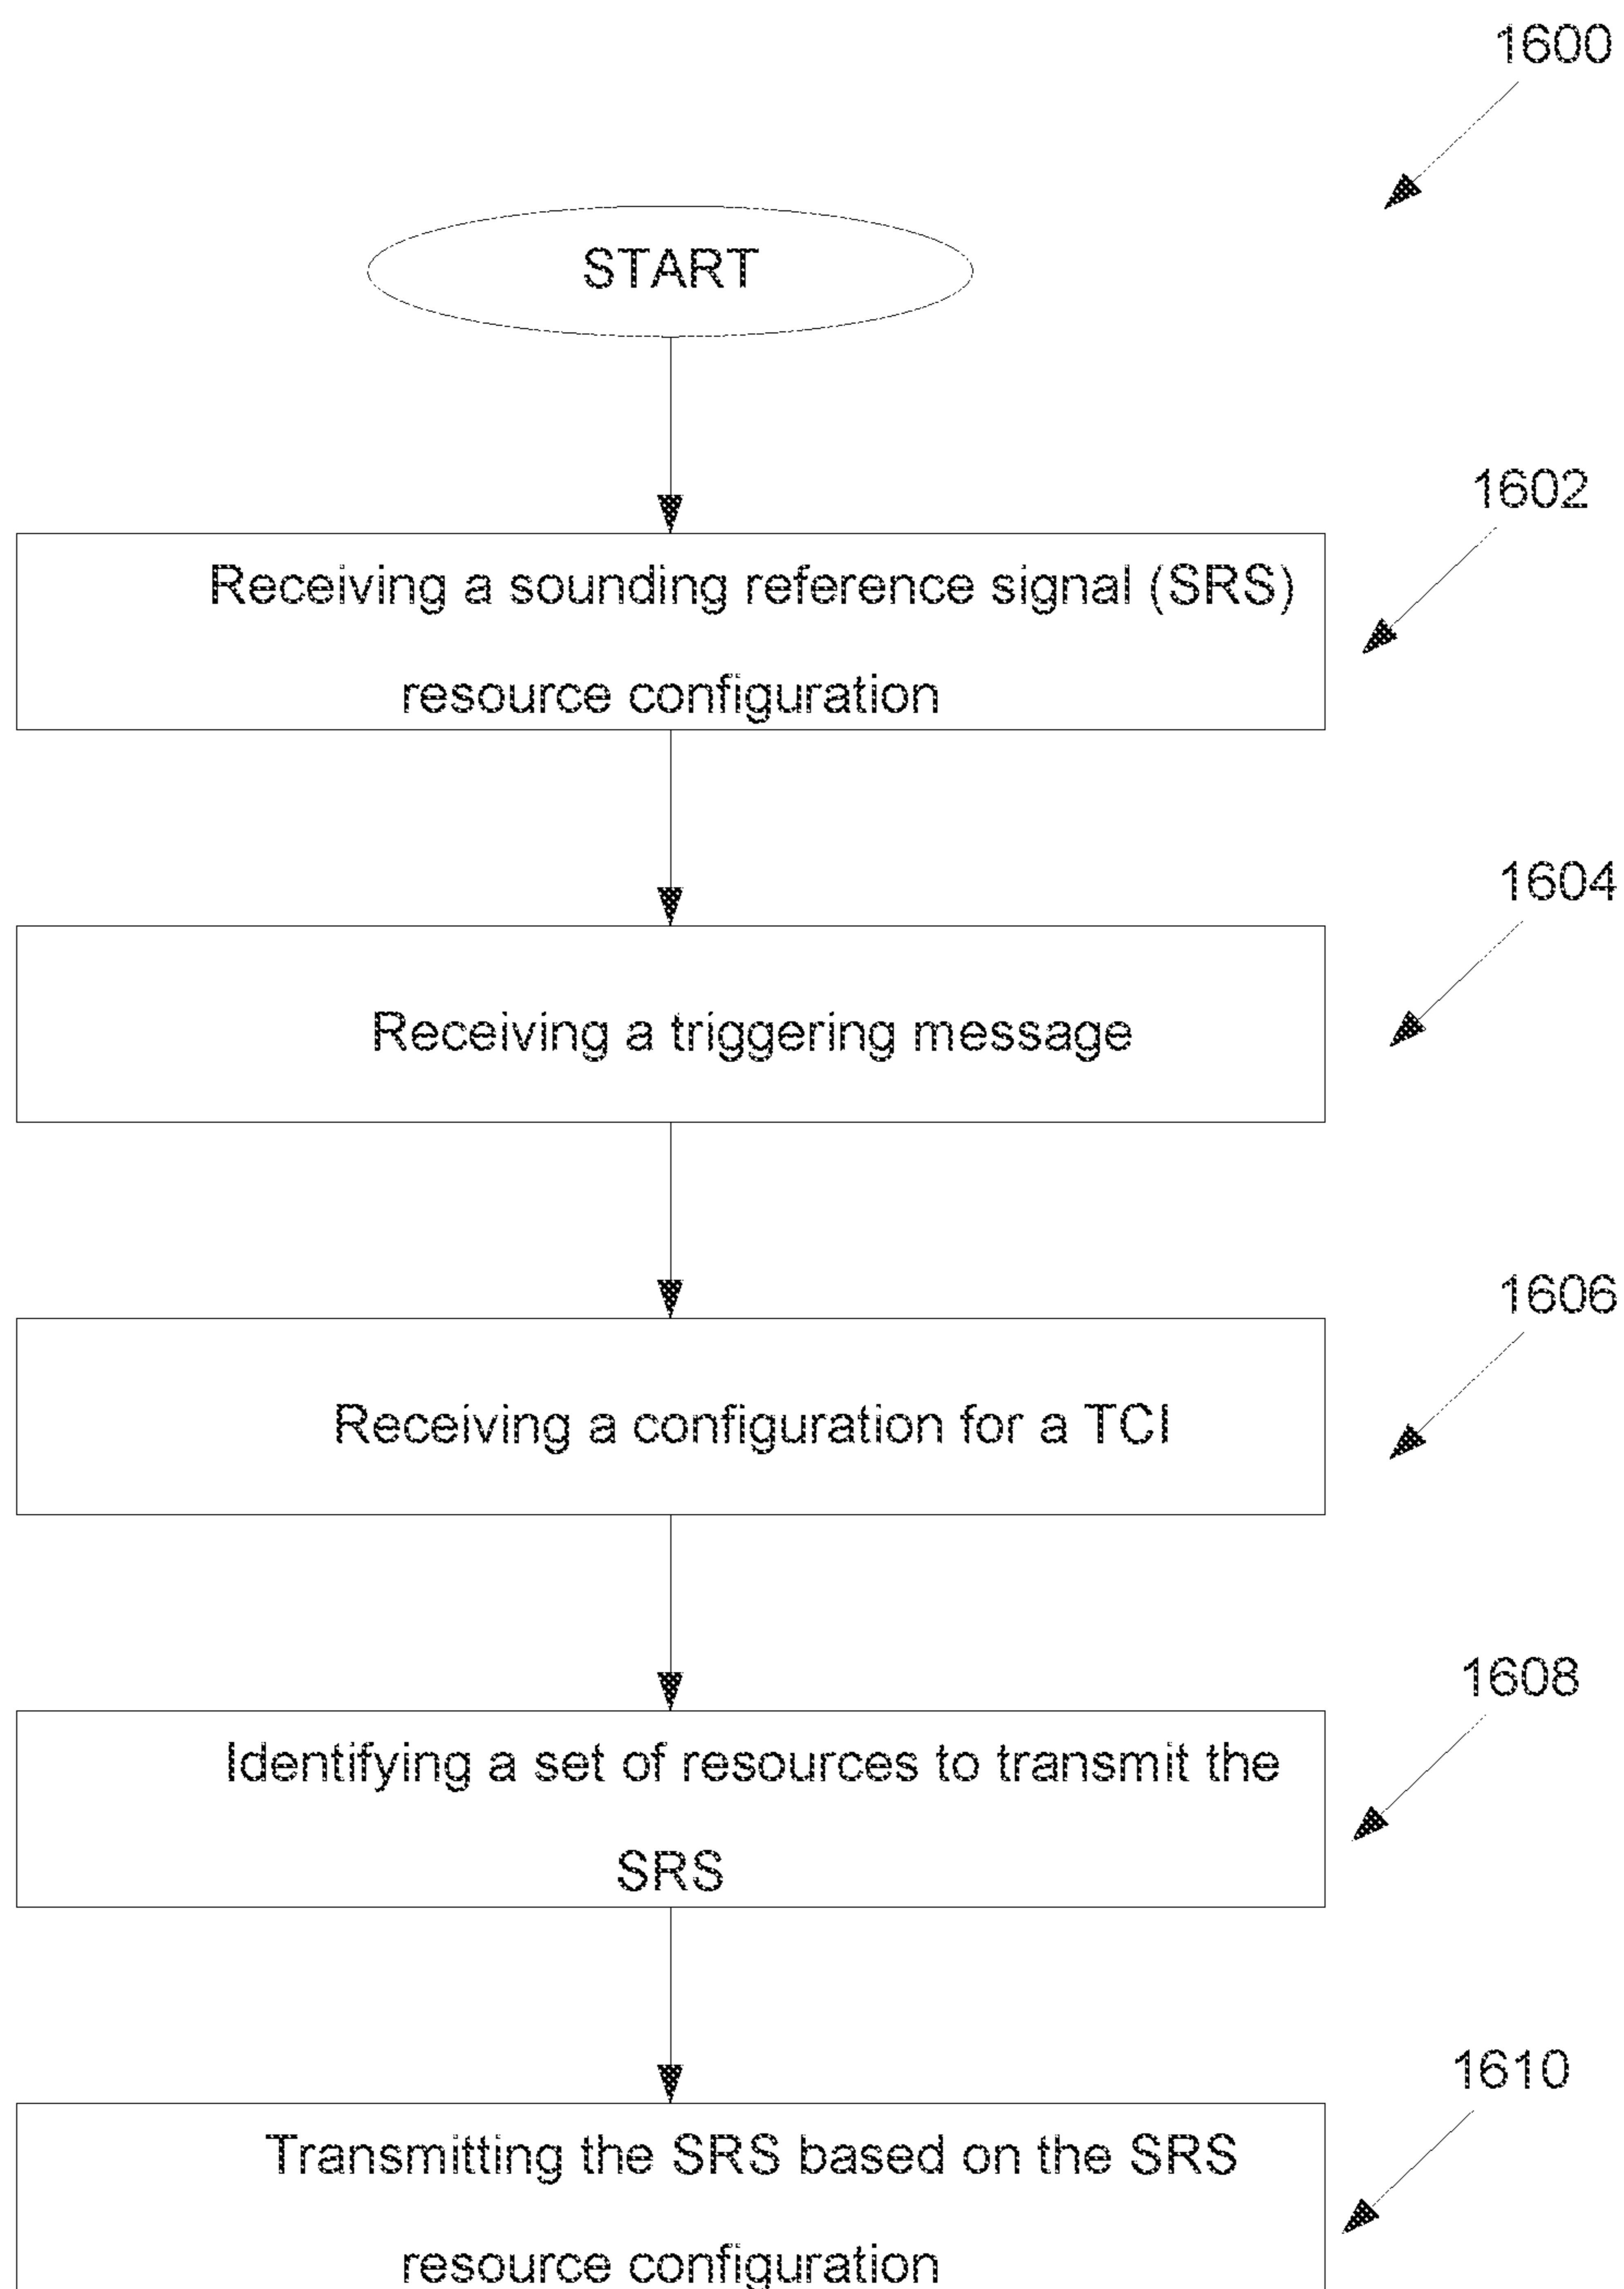 1600
START
1602
Receiving a sounding reference signal (SRS)
resource configuration
1604
Receiving a triggering message
1606
Receiving a configuration for a TCI
1608
Identifying a set of resources to transmit the
SRS
1610
Transmitting the SRS based on the SRS
resource configuration